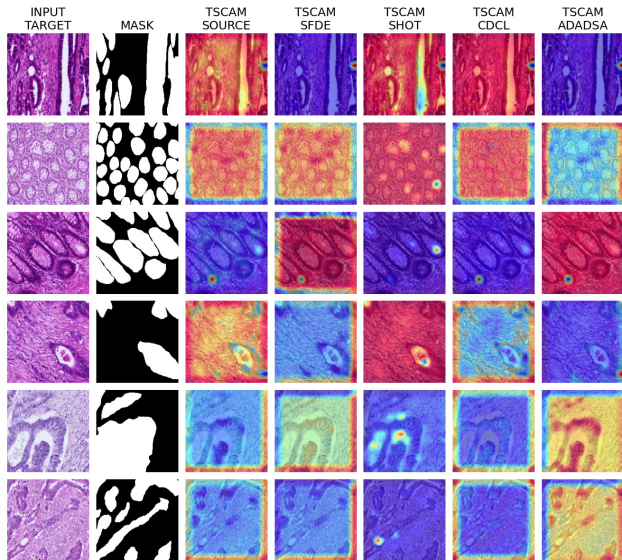 INPUT
TARGET
MASK
TSCAM
SOURCE
TSCAM
SFDE
TSCAM
SHOT
TSCAM
CDCL
TSCAM
ADADSA